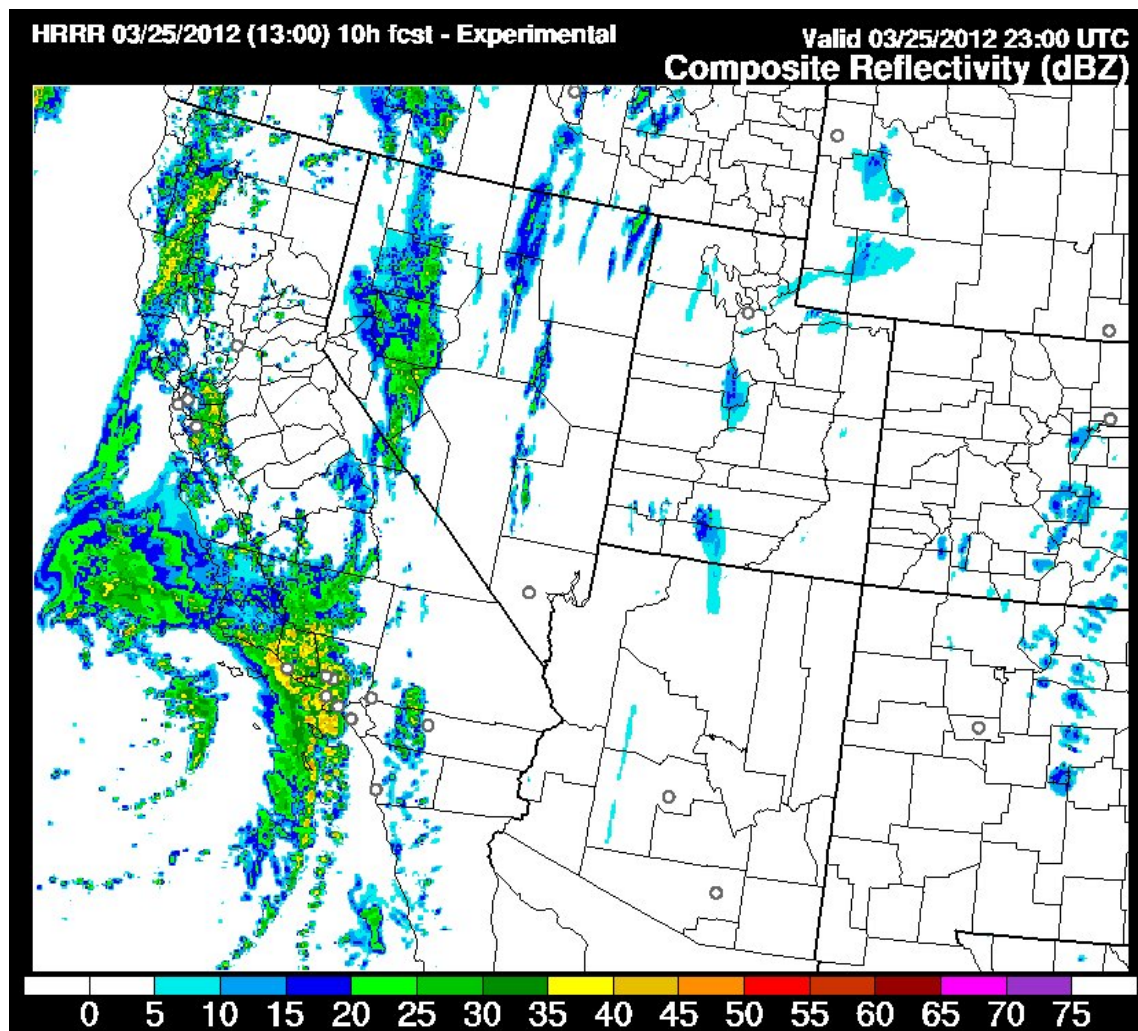 HRRR 03/25/2012 (13:00) 10h fcst - Experimental
Valid 03/25/2012 23:00 UTC
Composite Reflectivity (dBZ)
0 5 10 15 20 25 30 35 40 45 50 55 60 65 70 75